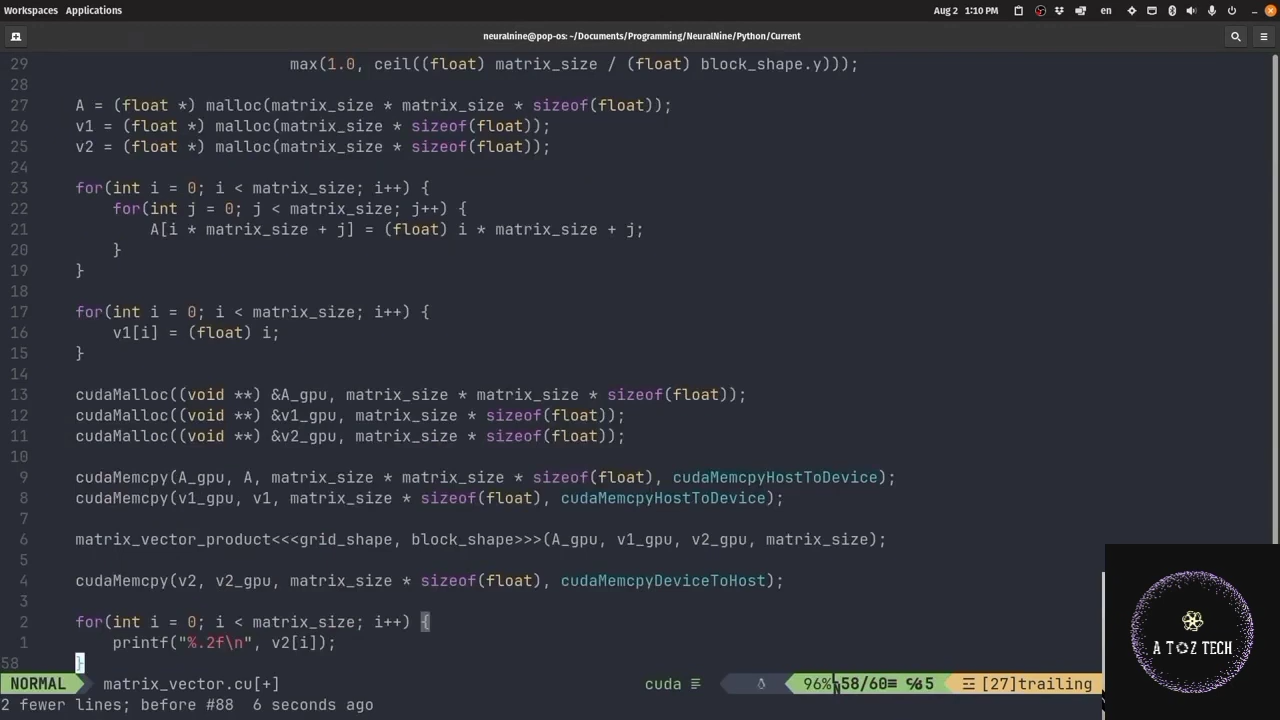 Workspaces Applications Aug 2 1:10 PM en
neuralnine@pop-os: ~/Documents/Programming/NeuralNine/Python/Current
29 max(1.0, ceil((float) matrix_size / (float) block_shape.y)));
28
27 A = (float *) malloc(matrix_size * matrix_size * sizeof(float));
26 v1 = (float *) malloc(matrix_size * sizeof(float));
25 v2 = (float *) malloc(matrix_size * sizeof(float));
24
23 for(int i = 0; i < matrix_size; i++) {
22 for(int j = 0; j < matrix_size; j++) {
21 A[i * matrix_size + j] = (float) i * matrix_size + j;
20 }
19 }
18
17 for(int i = 0; i < matrix_size; i++) {
16 v1[i] = (float) i;
15 }
14
13 cudaMalloc((void **) &A_gpu, matrix_size * matrix_size * sizeof(float));
12 cudaMalloc((void **) &v1_gpu, matrix_size * sizeof(float));
11 cudaMalloc((void **) &v2_gpu, matrix_size * sizeof(float));
10
9 cudaMemcpy(A_gpu, A, matrix_size * matrix_size * sizeof(float), cudaMemcpyHostToDevice);
8 cudaMemcpy(v1_gpu, v1, matrix_size * sizeof(float), cudaMemcpyHostToDevice);
7
6 matrix_vector_product<<<grid_shape, block_shape>>>(A_gpu, v1_gpu, v2_gpu, matrix_size);
5
4 cudaMemcpy(v2, v2_gpu, matrix_size * sizeof(float), cudaMemcpyDeviceToHost);
3
2 for(int i = 0; i < matrix_size; i++) {
1 printf("%.2f\n", v2[i]);
58 }
NORMAL matrix_vector.cu[+] cuda 96% 58/60 5 [27]trailing
2 fewer lines; before #88 6 seconds ago
A TO Z TECH